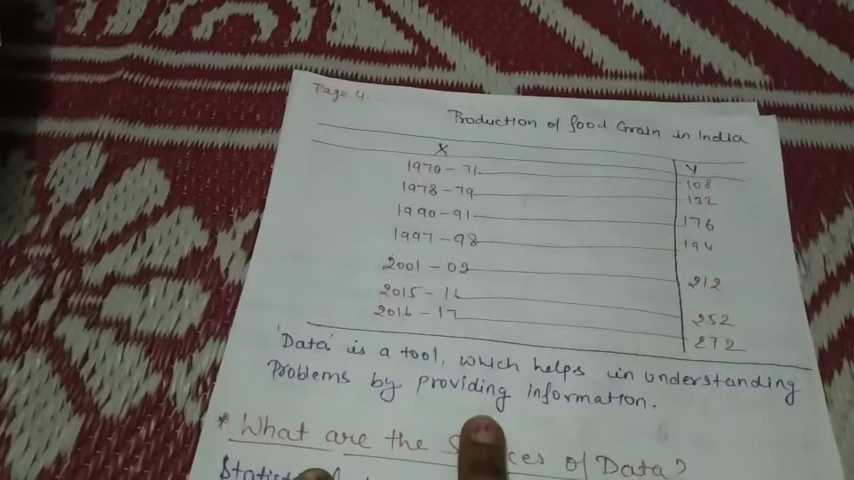 Page 4.
Production of food Grain in India
X Y
1970-71 108
1978-79 132
1990-91 176
1997-98 194
2001-02 212
2015-16 252
2016-17 272
'Data' is a tool, which helps in understanding
Problems by providing Information.
* What are the of Data?